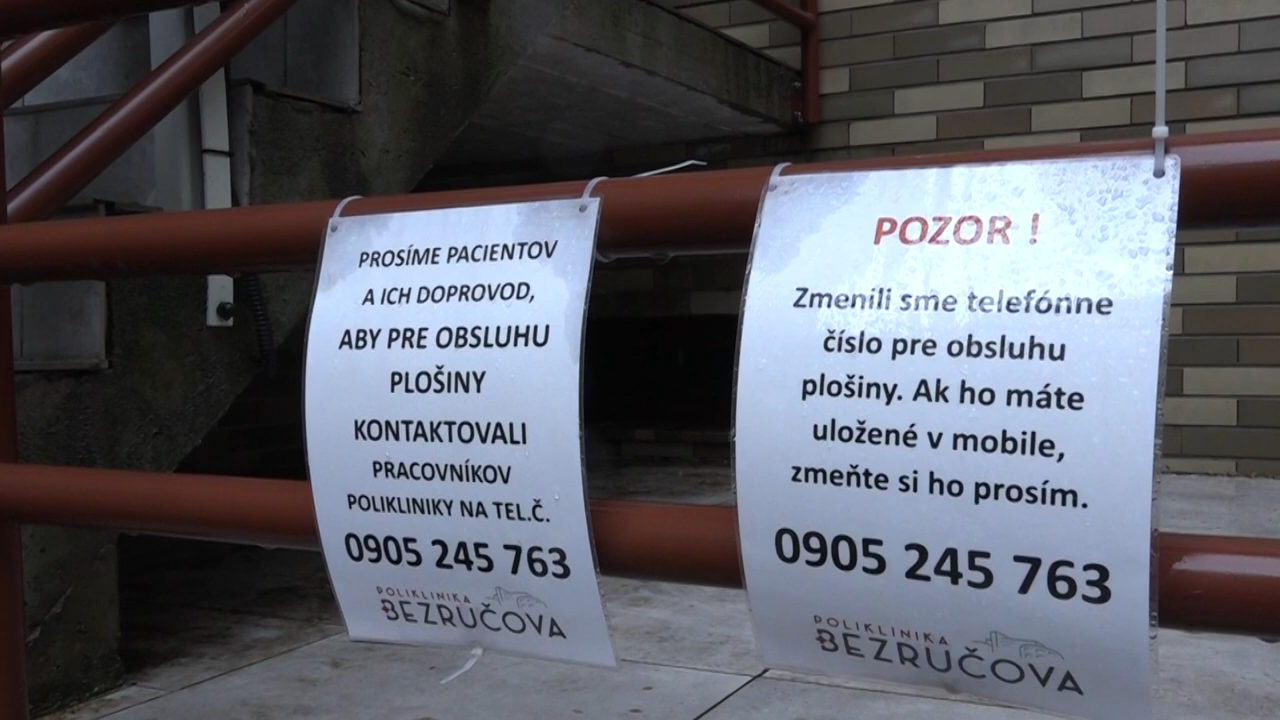 PROSÍME PACIENTOV
A ICH DOPROVOD,
ABY PRE OBSLUHU
PLOŠINY
KONTAKTOVALI
PRACOVNÍKOV
POLIKLINIKY NA TEL.Č.
0905 245 763
POLIKLINIKA
BEZRUČOVA
POZOR !
Zmenili sme telefónne
číslo pre obsluhu
plošiny. Ak ho máte
uložené v mobile,
zmeňte si ho prosím.
0905 245 763
POLIKLINIKA
BEZRUČOVA